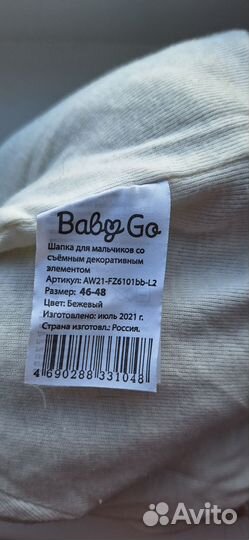 Baby Go
Шапка для мальчиков со
съёмным декоративным
элементом
Артикул: AW21-FZ6101bb-L2
Размер: 46-48
Цвет: Бежевый
Изготовлено: июль 2021 г.
Страна изготовл.: Россия.
4 690288 331048
Avito